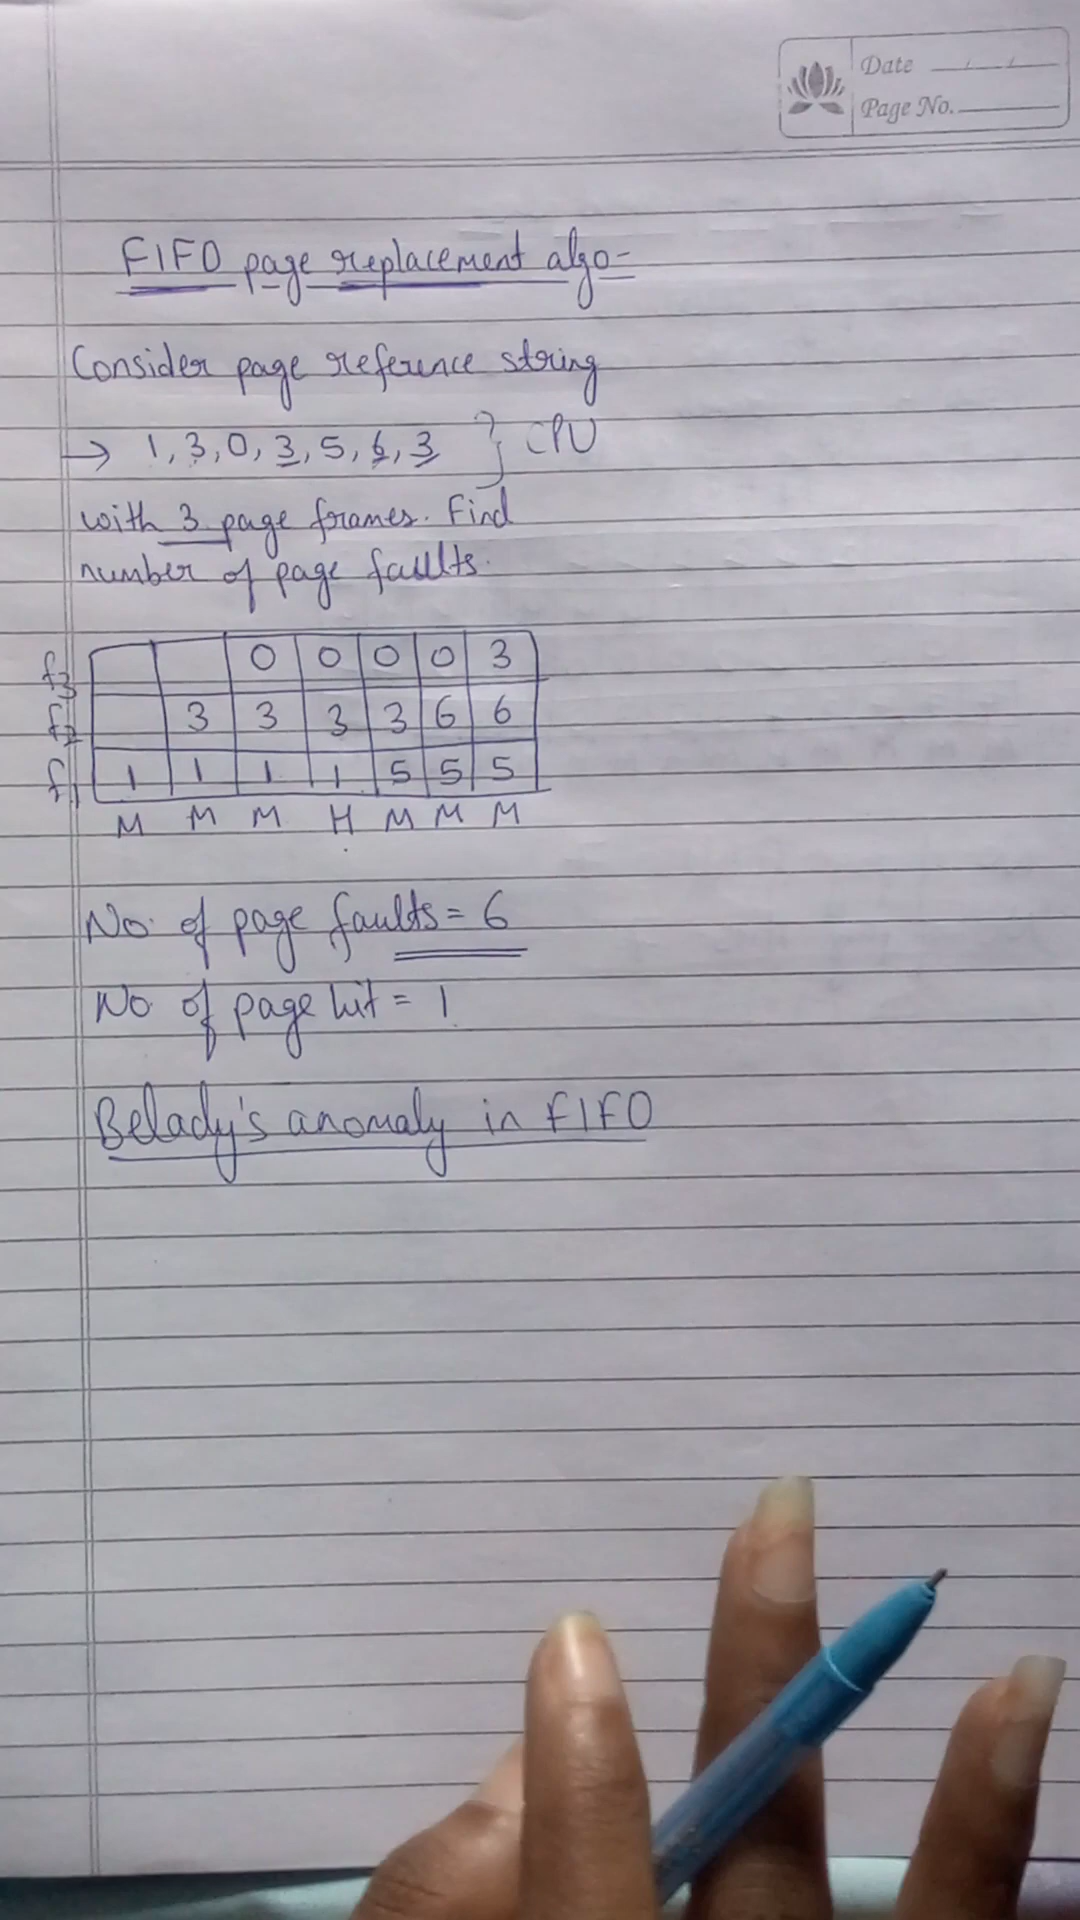 Date
Page No.
FIFO page replacement algo-
Consider page reference string
→ 1, 3, 0, 3, 5, 6, 3 } CPU
with 3 page frames. Find
number of page faults.
f3 0 0 0 0 3
f2 3 3 3 3 6 6
f1 1 1 1 1 5 5 5
M M M H M M M
No. of page faults = 6
No. of page hit = 1
Belady's anomaly in FIFO